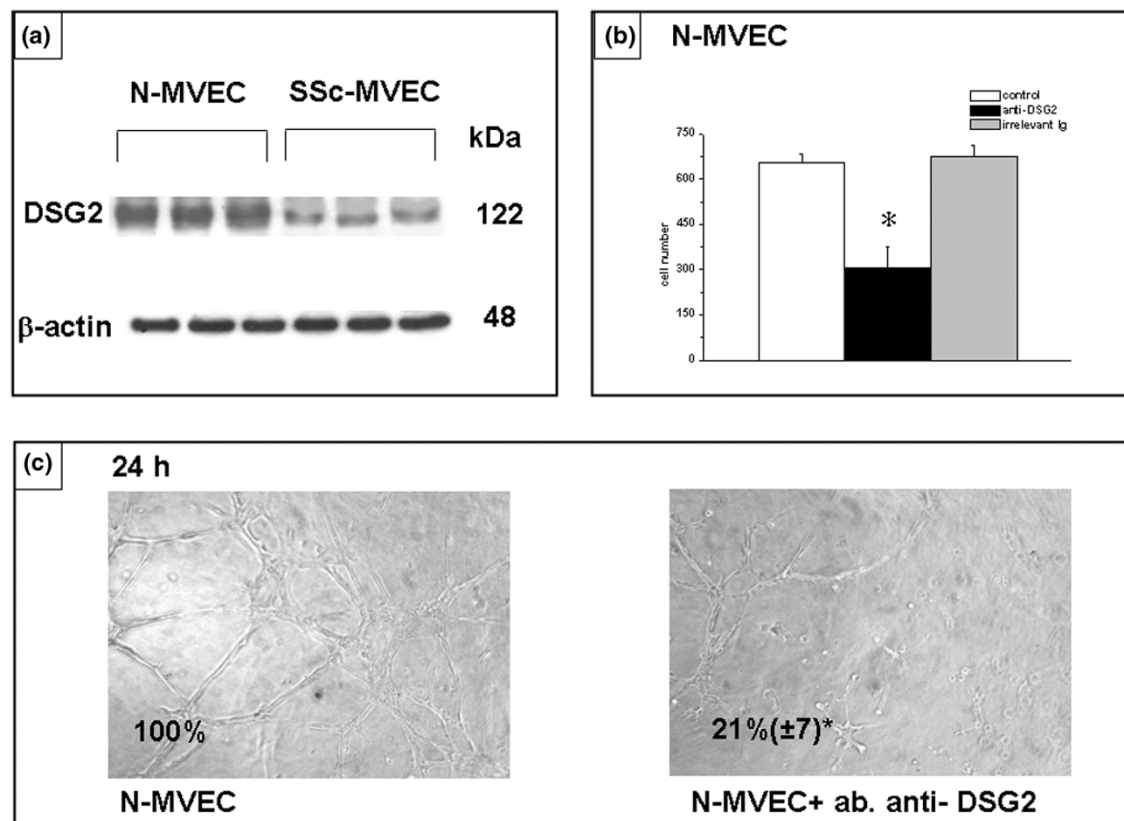 (a)
N-MVEC SSc-MVEC
kDa
DSG2 122
β-actin 48
(b) N-MVEC
control
anti-DSG2
irrelevant Ig
750
600
450
300
750
0
cell number
*
(c) 24 h
100%
N-MVEC
21%(±7)*
N-MVEC+ ab. anti- DSG2